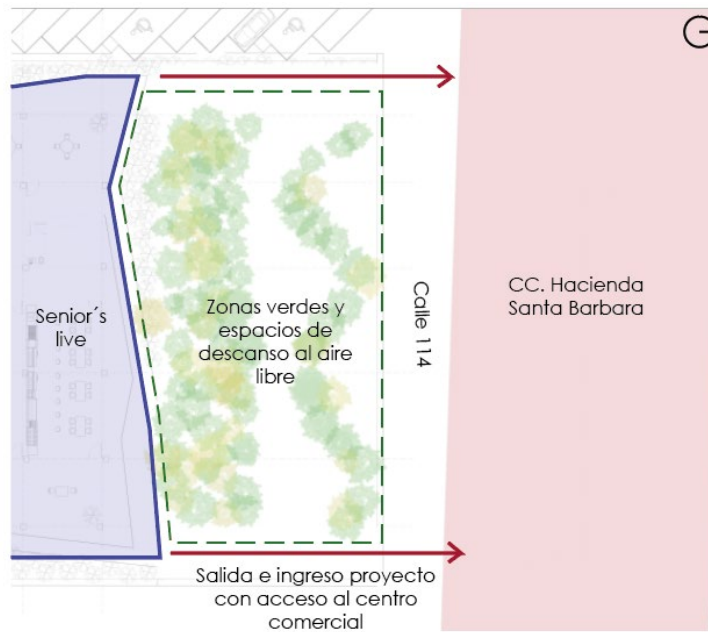 Senior´s
live
Zonas verdes y
espacios de
descanso al aire
libre
Calle 114
CC. Hacienda
Santa Barbara
Salida e ingreso proyecto
con acceso al centro
comercial